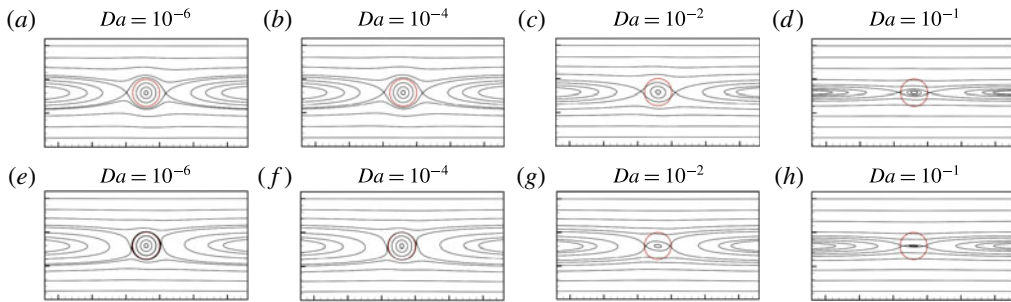 (a) Da = 10⁻⁶ (b) Da = 10⁻⁴ (c) Da = 10⁻² (d) Da = 10⁻¹
(e) Da = 10⁻⁶ (f) Da = 10⁻⁴ (g) Da = 10⁻² (h) Da = 10⁻¹